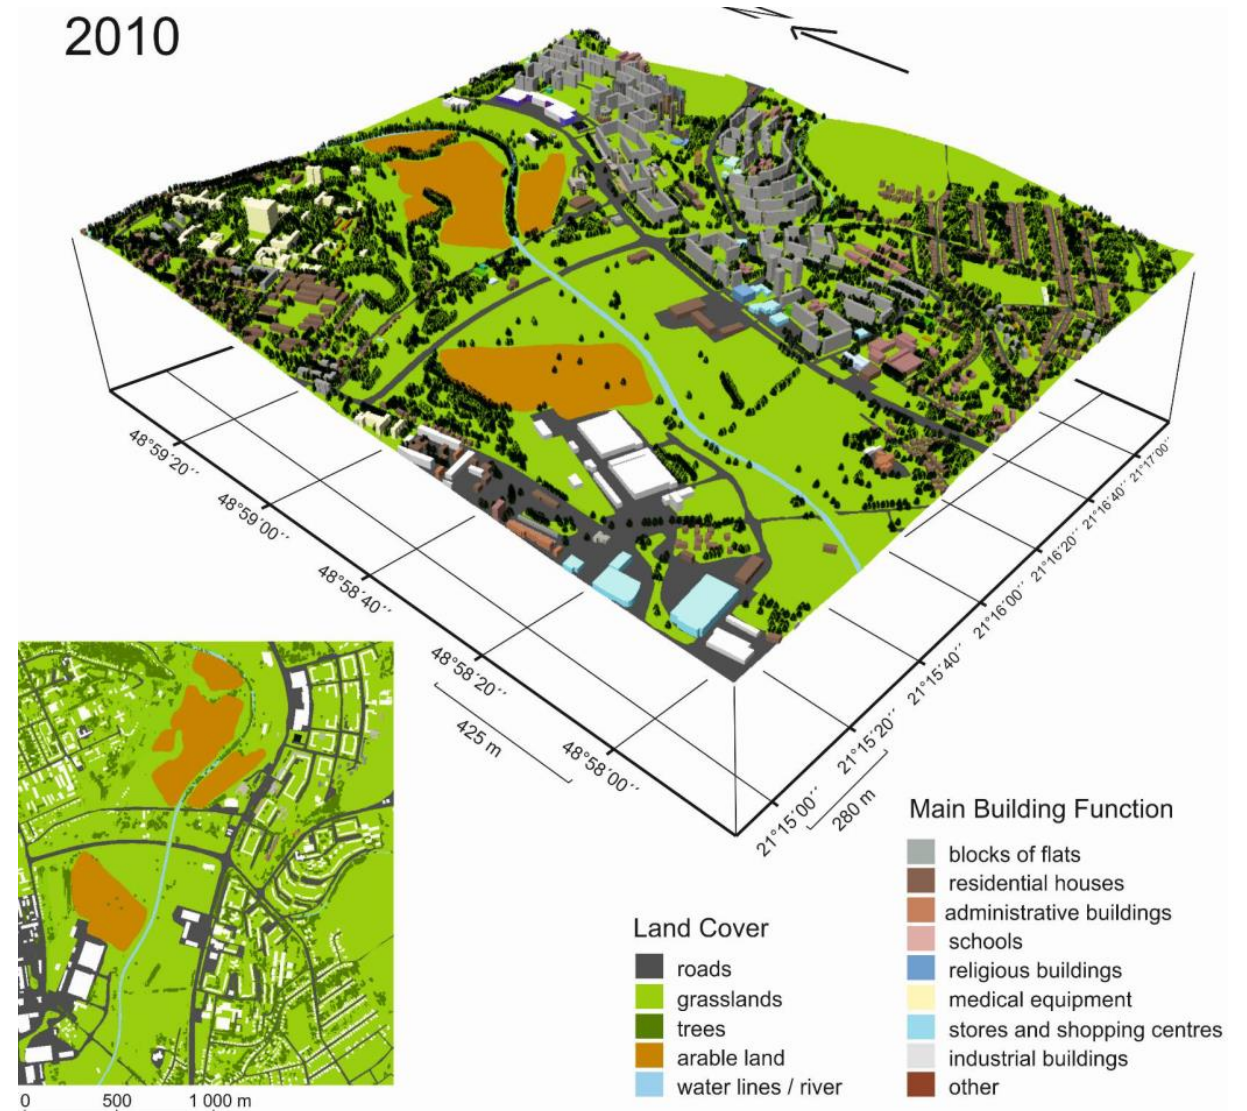 2010
48°59´20´´
48°59´00´´
48°58´40´´
48°58´20´´
48°58´00´´
425 m
21°17´00´´
21°16´40´´
21°16´20´´
21°16´00´´
21°15´40´´
21°15´20´´
21°15´00´´
280 m
Land Cover
roads
grasslands
trees
arable land
water lines / river
Main Building Function
blocks of flats
residential houses
administrative buildings
schools
religious buildings
medical equipment
stores and shopping centres
industrial buildings
other
0 500 1 000 m